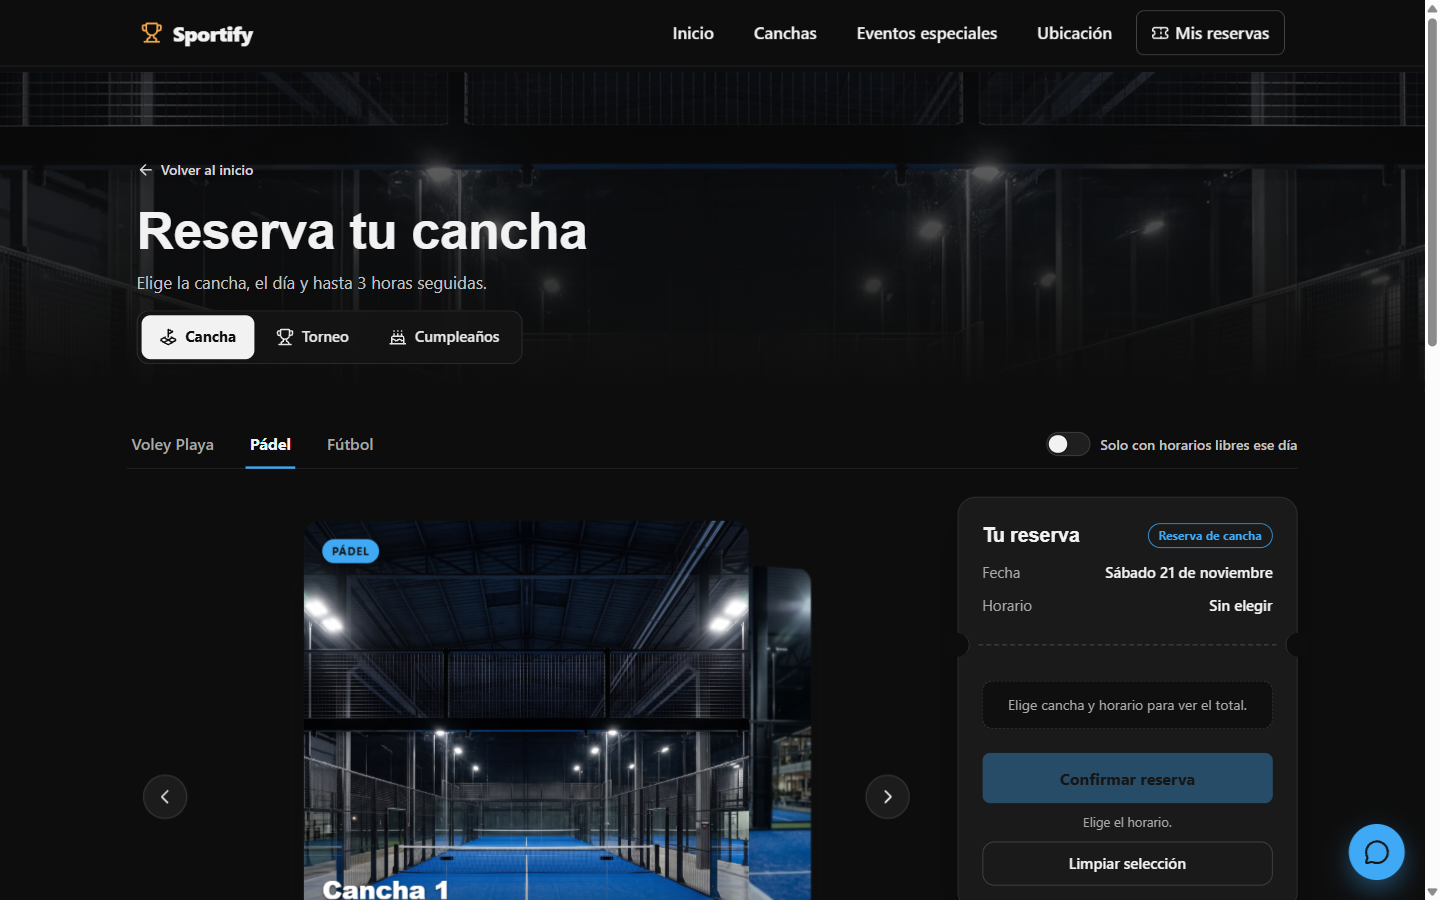 Sportify
Inicio
Canchas
Eventos especiales
Ubicación
Mis reservas
Volver al inicio
Reserva tu cancha
Elige la cancha, el día y hasta 3 horas seguidas.
Cancha
Torneo
Cumpleaños
Voley Playa
Pádel
Fútbol
Solo con horarios libres ese día
PÁDEL
Cancha 1
Tu reserva
Reserva de cancha
Fecha
Sábado 21 de noviembre
Horario
Sin elegir
Elige cancha y horario para ver el total.
Confirmar reserva
Elige el horario.
Limpiar selección